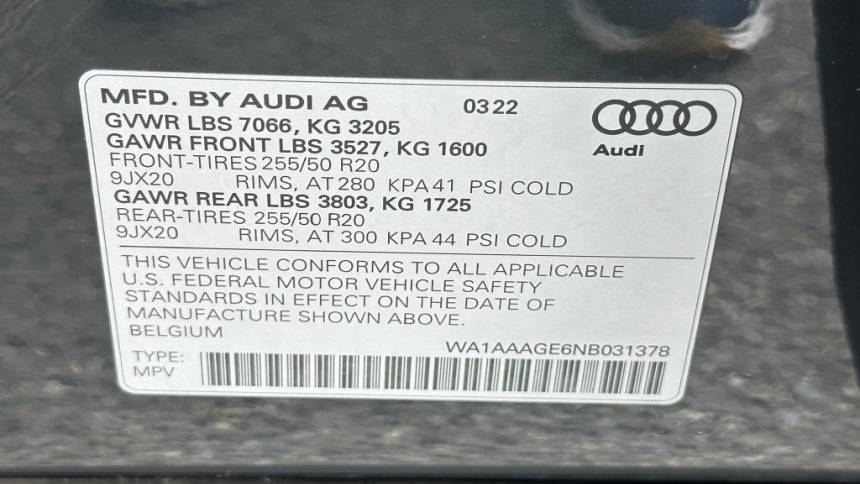 MFD. BY AUDI AG 03 22
GVWR LBS 7066, KG 3205
GAWR FRONT LBS 3527, KG 1600
FRONT-TIRES 255/50 R20
9JX20 RIMS, AT 280 KPA 41 PSI COLD
GAWR REAR LBS 3803, KG 1725
REAR-TIRES 255/50 R20
9JX20 RIMS, AT 300 KPA 44 PSI COLD
Audi
THIS VEHICLE CONFORMS TO ALL APPLICABLE
U.S. FEDERAL MOTOR VEHICLE SAFETY
STANDARDS IN EFFECT ON THE DATE OF
MANUFACTURE SHOWN ABOVE.
BELGIUM
WA1AAAGE6NB031378
TYPE:
MPV